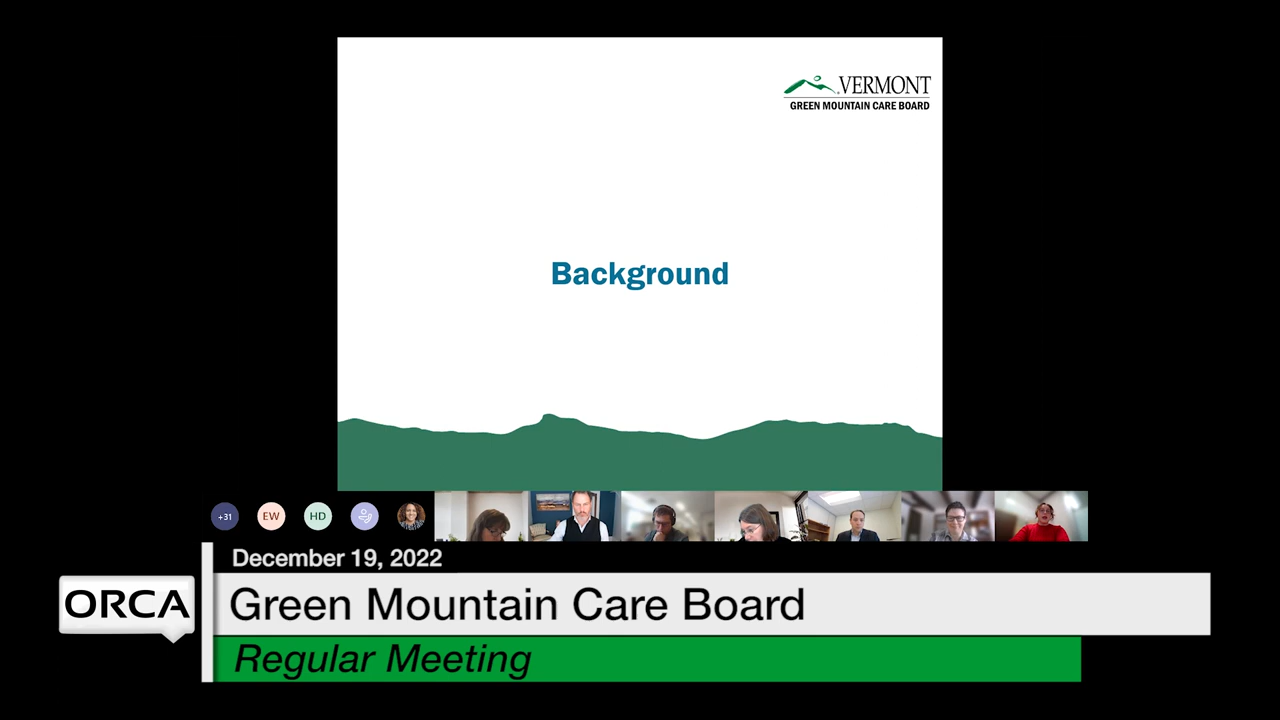 VERMONT
GREEN MOUNTAIN CARE BOARD
Background
+31 EW HD
December 19, 2022
ORCA
Green Mountain Care Board
Regular Meeting